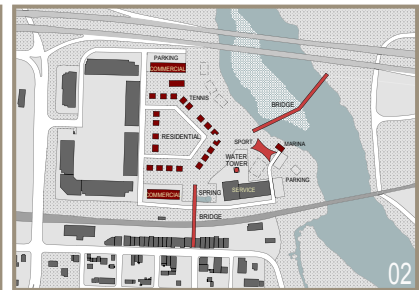 PARKING
COMMERCIAL
TENNIS
BRIDGE
RESIDENTIAL
SPORT
MARINA
WATER
TOWER
PARKING
COMMERCIAL
SPRING
SERVICE
BRIDGE
02